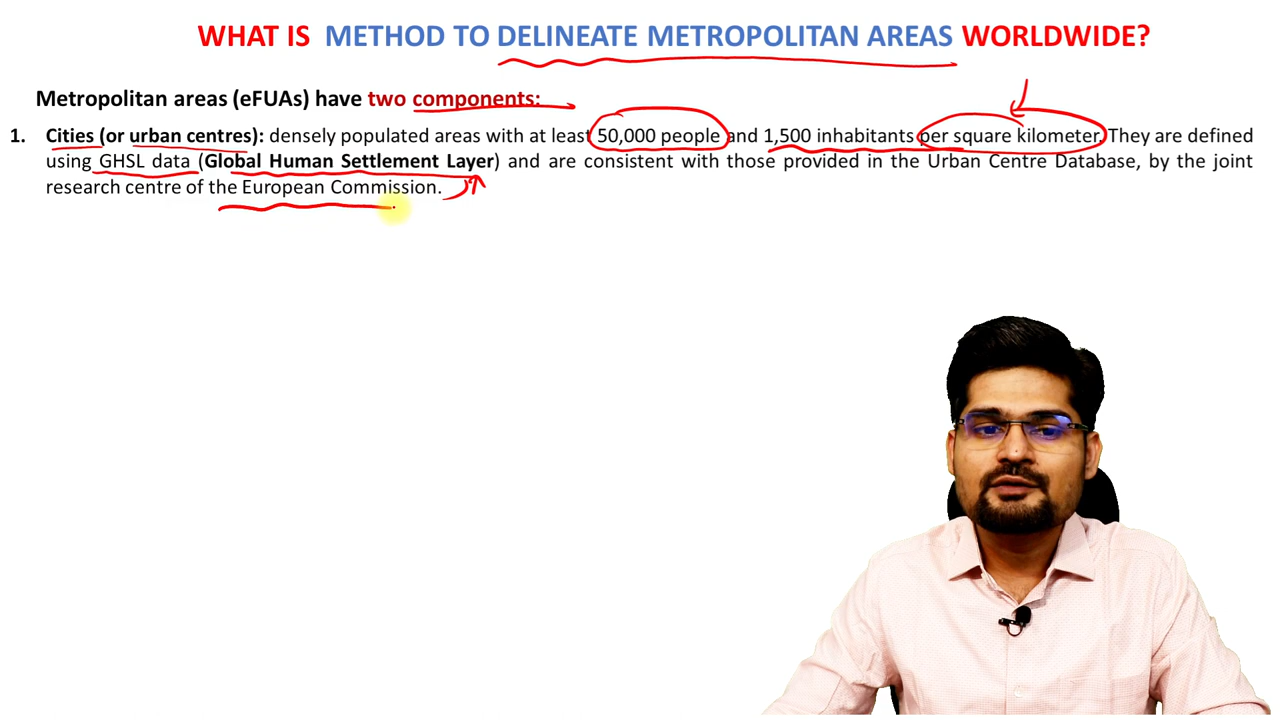 WHAT IS METHOD TO DELINEATE METROPOLITAN AREAS WORLDWIDE?
Metropolitan areas (eFUAs) have two components:
1. Cities (or urban centres): densely populated areas with at least 50,000 people and 1,500 inhabitants per square kilometer. They are defined
using GHSL data (Global Human Settlement Layer) and are consistent with those provided in the Urban Centre Database, by the joint
research centre of the European Commission.